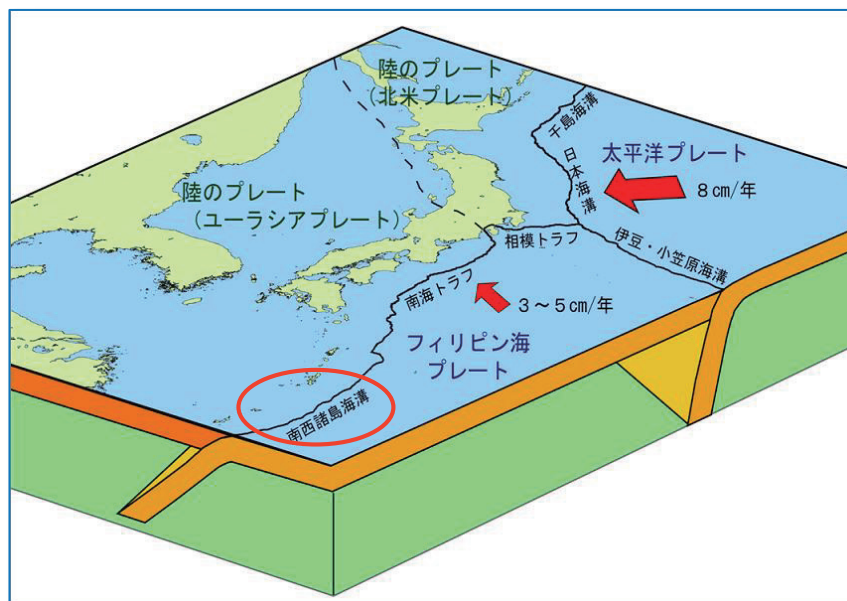 陸のプレート
(北米プレート)
千島海溝
太平洋プレート
日本海溝
8㎝/年
陸のプレート
(ユーラシアプレート)
相模トラフ
伊豆・小笠原海溝
南海トラフ
3～5㎝/年
フィリピン海
プレート
南西諸島海溝